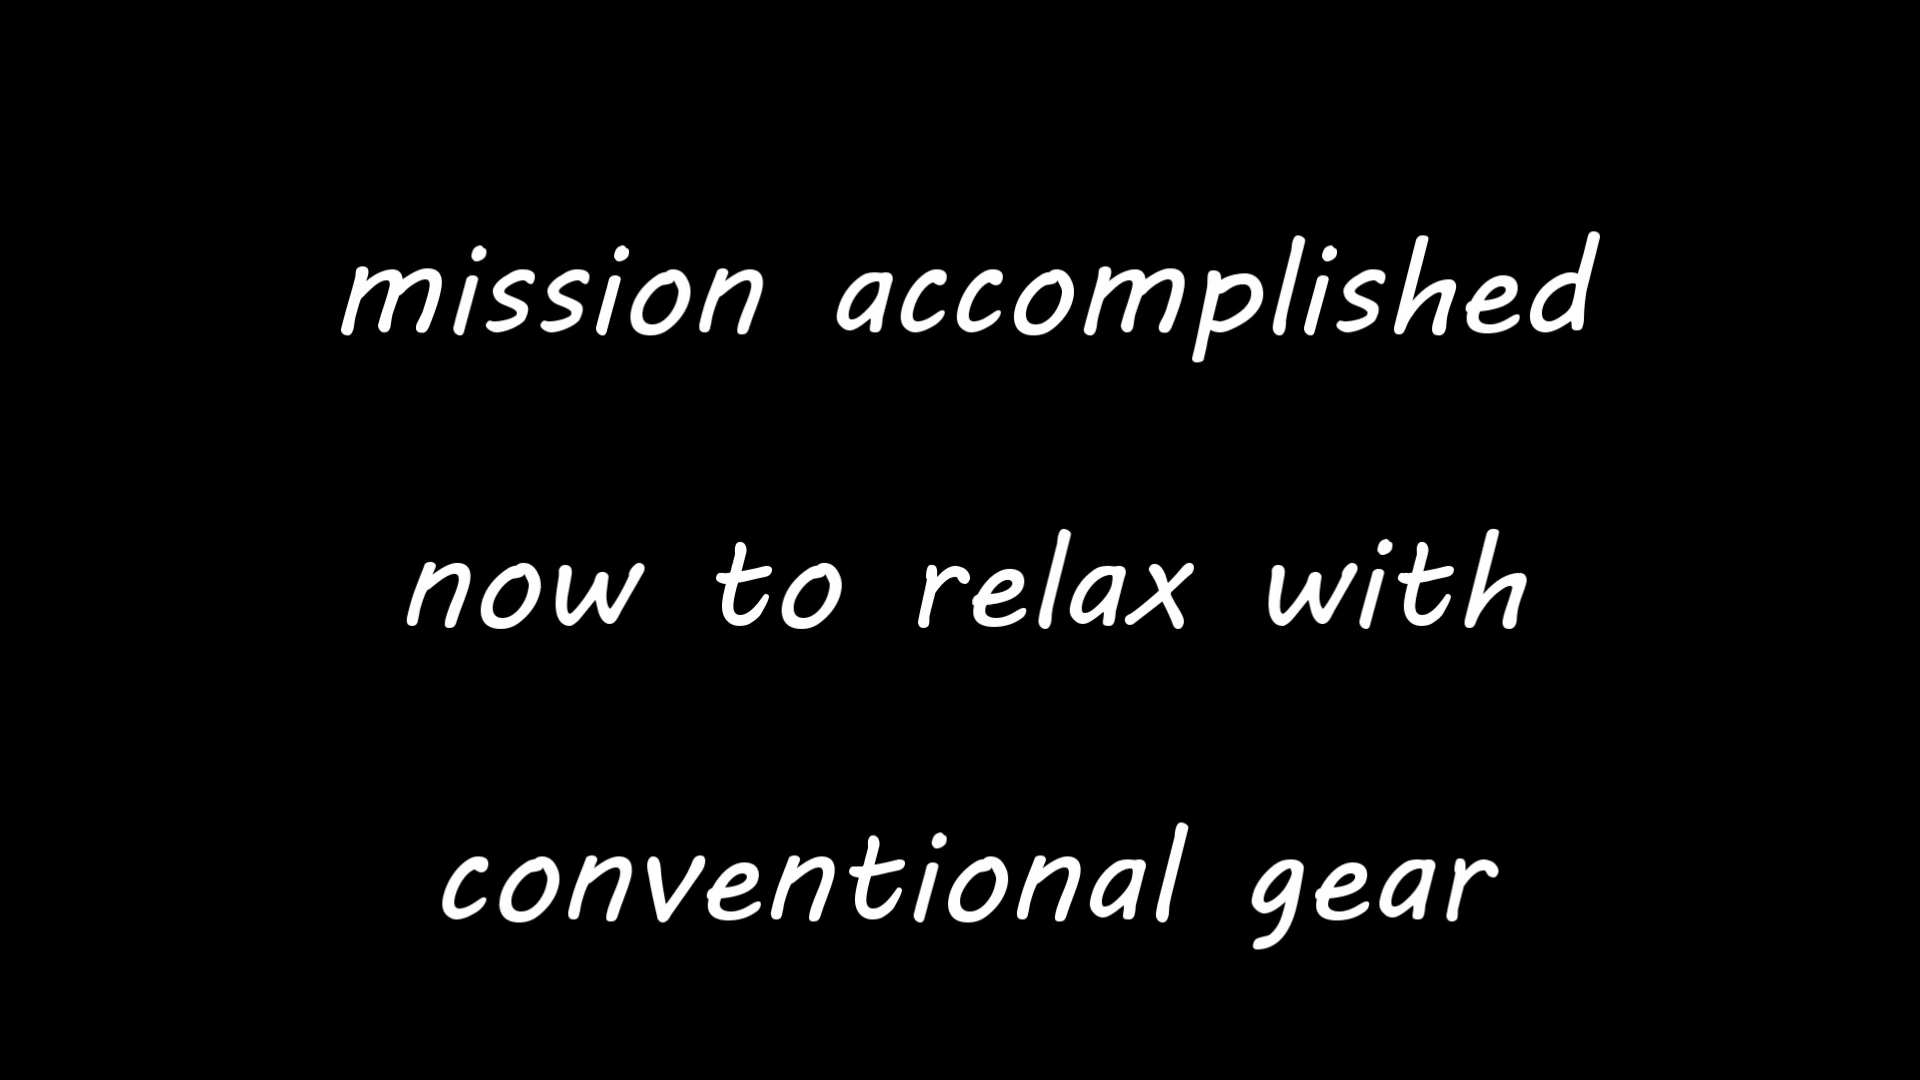 mission accomplished
now to relax with
conventional gear